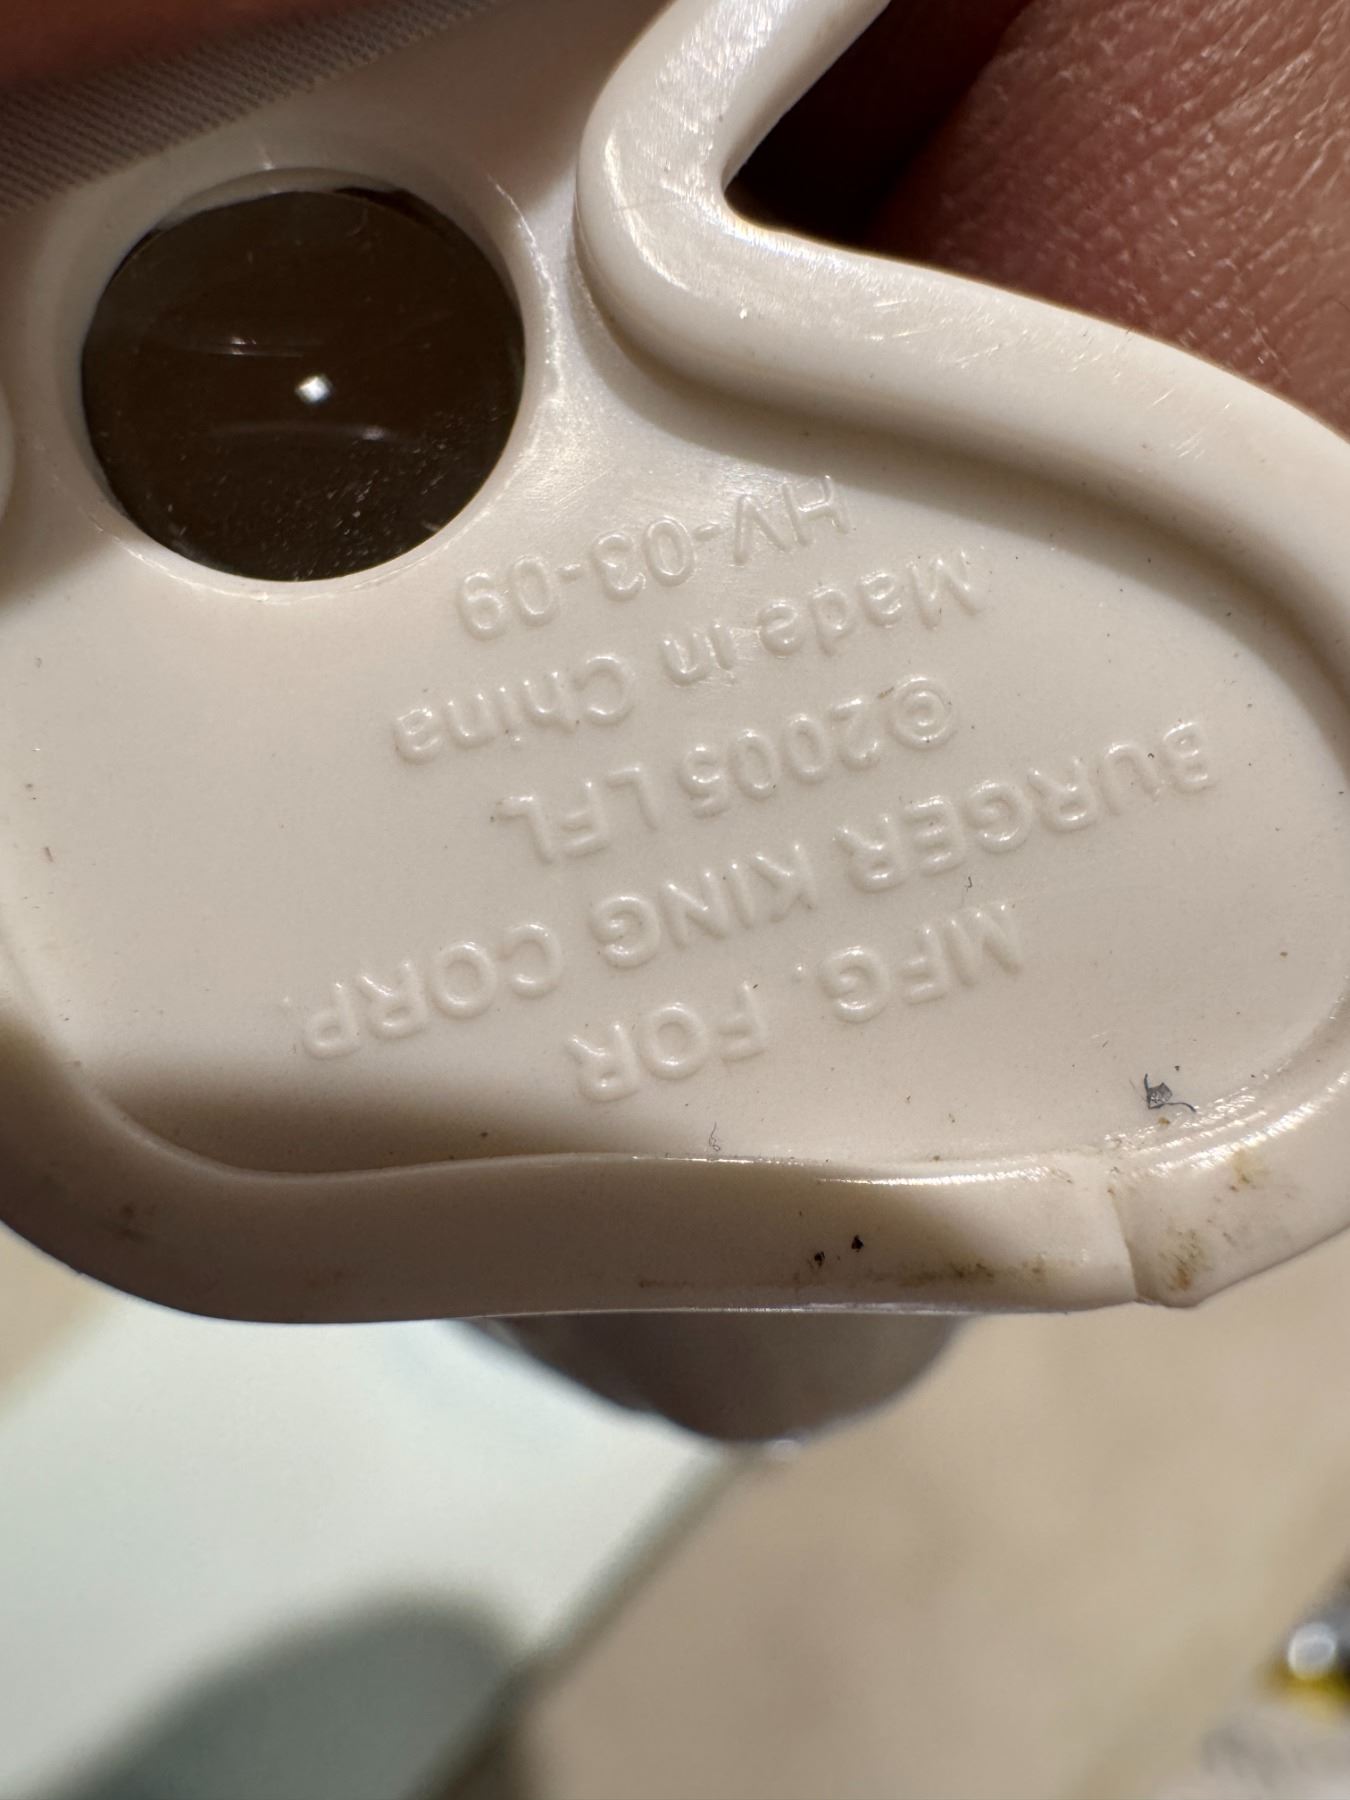 MFG. FOR
BURGER KING CORP.
©2005 LFL
Made in China
HV-03-09